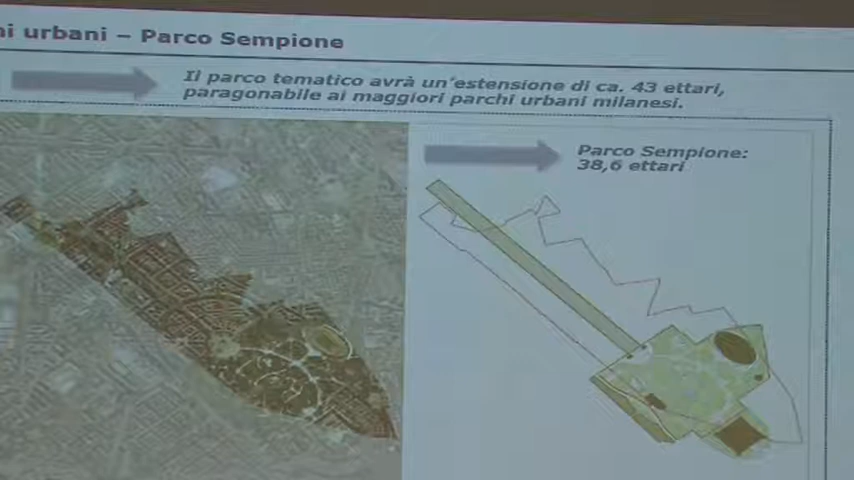 urbani – Parco Sempione
Il parco tematico avrà un'estensione di ca. 43 ettari,
paragonabile ai maggiori parchi urbani milanesi.
Parco Sempione:
38,6 ettari